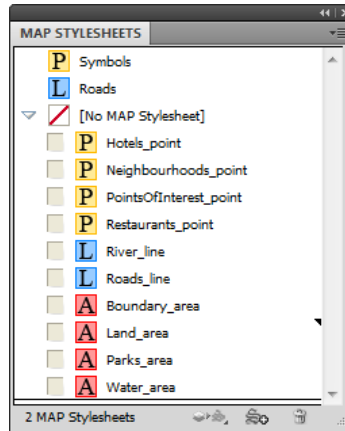 MAP STYLESHEETS
P Symbols
L Roads
[No MAP Stylesheet]
P Hotels_point
P Neighbourhoods_point
P PointsOfInterest_point
P Restaurants_point
L River_line
L Roads_line
A Boundary_area
A Land_area
A Parks_area
A Water_area
2 MAP Stylesheets